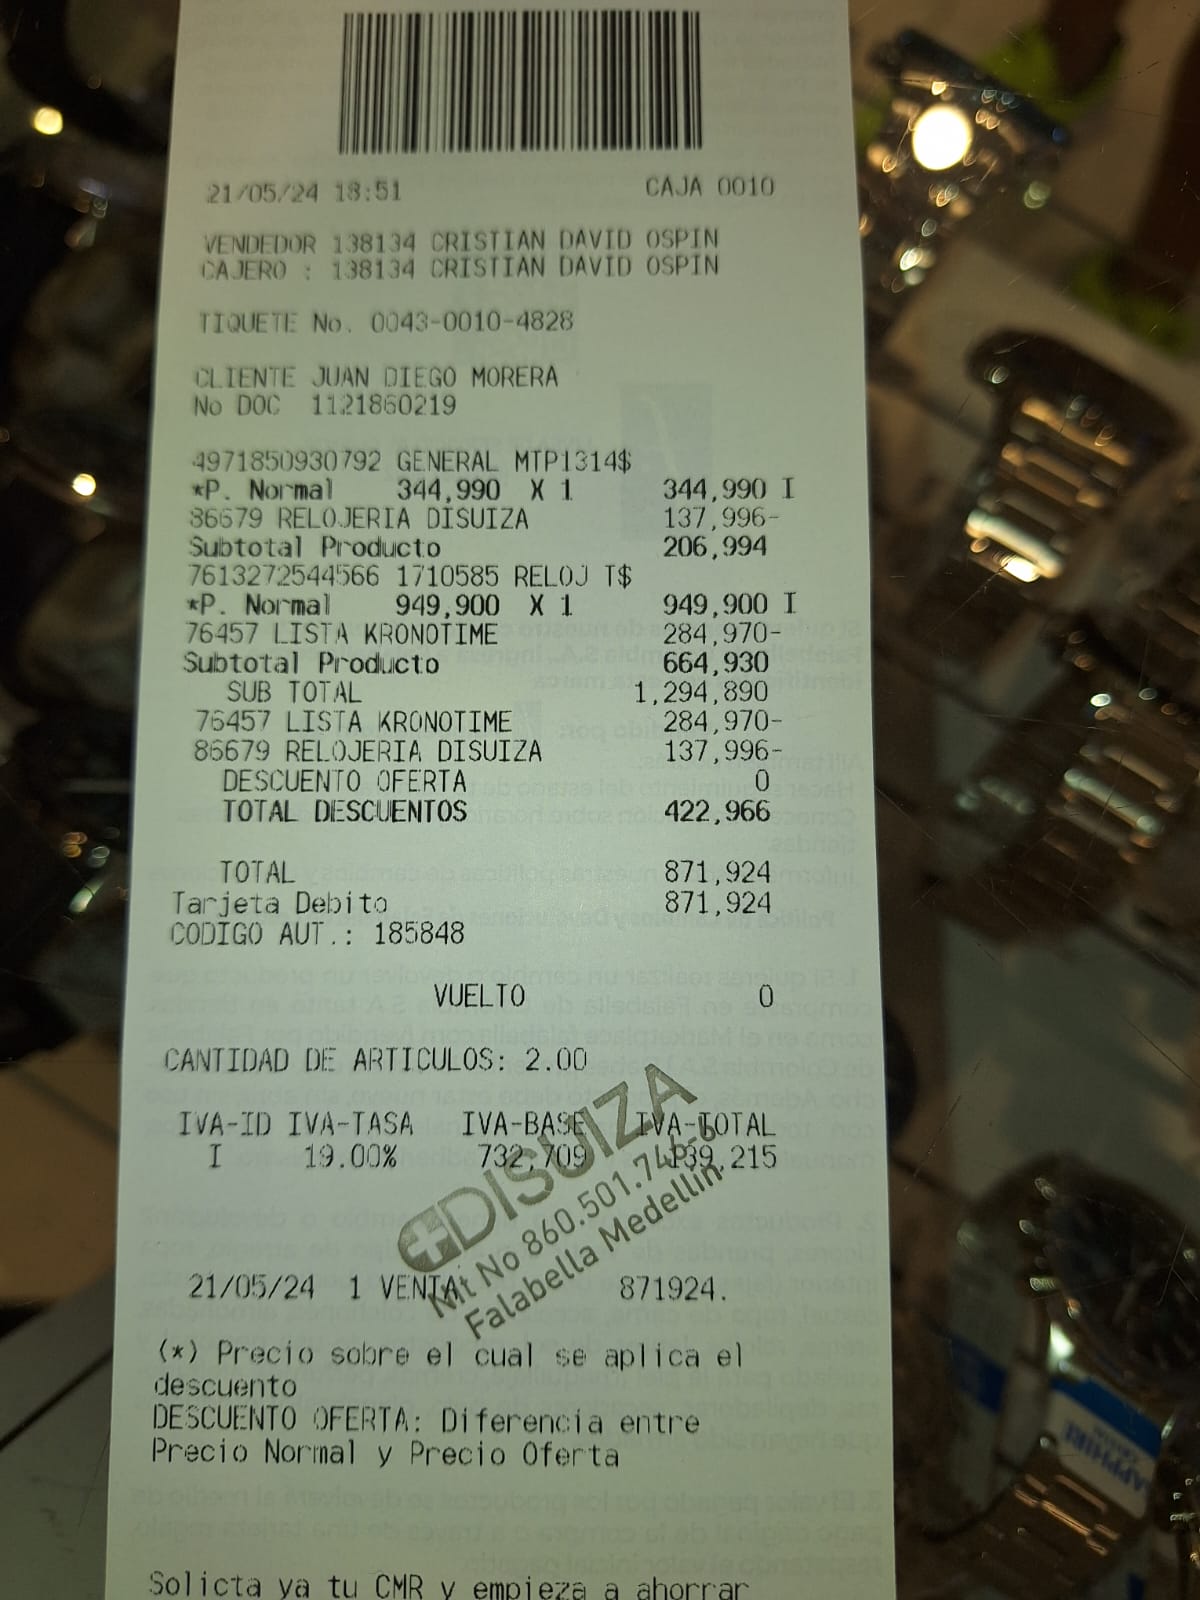 21/05/24 18:51 CAJA 0010
VENDEDOR 138134 CRISTIAN DAVID OSPIN
CAJERO : 138134 CRISTIAN DAVID OSPIN
TIQUETE No. 0043-0010-4828
CLIENTE JUAN DIEGO MORERA
No DOC 1121860219
4971850930792 GENERAL MTP1314$
*P. Normal 344,990 X 1 344,990 I
86679 RELOJERIA DISUIZA 137,996-
Subtotal Producto 206,994
7613272544566 1710585 RELOJ T$
*P. Normal 949,900 X 1 949,900 I
76457 LISTA KRONOTIME 284,970-
Subtotal Producto 664,930
SUB TOTAL 1,294,890
76457 LISTA KRONOTIME 284,970-
86679 RELOJERIA DISUIZA 137,996-
DESCUENTO OFERTA 0
TOTAL DESCUENTOS 422,966
TOTAL 871,924
Tarjeta Debito 871,924
CODIGO AUT.: 185848
VUELTO 0
CANTIDAD DE ARTICULOS: 2.00
IVA-ID IVA-TASA IVA-BASE IVA-TOTAL
I 19.00% 732,709 139,215
DISUIZA
Nit No 860.501.746-6
Falabella Medellin
21/05/24 1 VENTA 871924.
(*) Precio sobre el cual se aplica el
descuento
DESCUENTO OFERTA: Diferencia entre
Precio Normal y Precio Oferta
Solicta ya tu CMR y empieza a ahorrar
SAPPHIRE